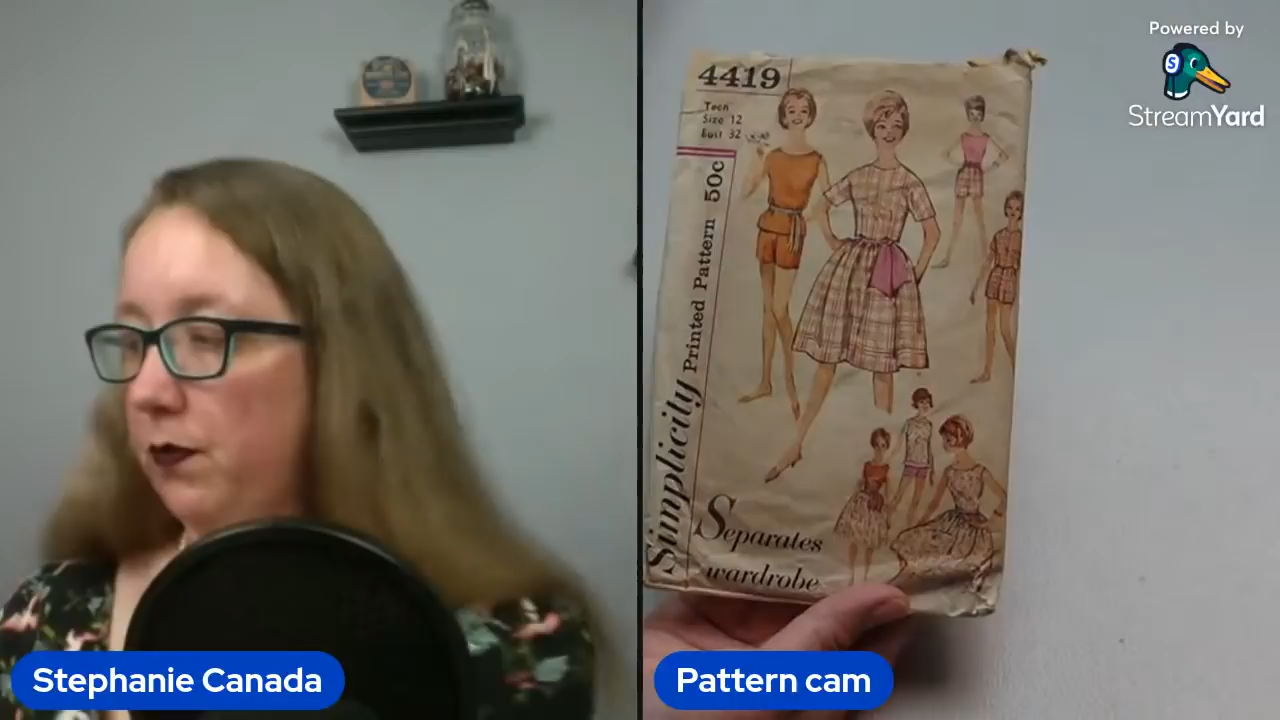 Powered by
S
StreamYard
4419
Teen
Size 12
Bust 32
50c
Simplicity Printed Pattern
Separates
wardrobe
Stephanie Canada
Pattern cam